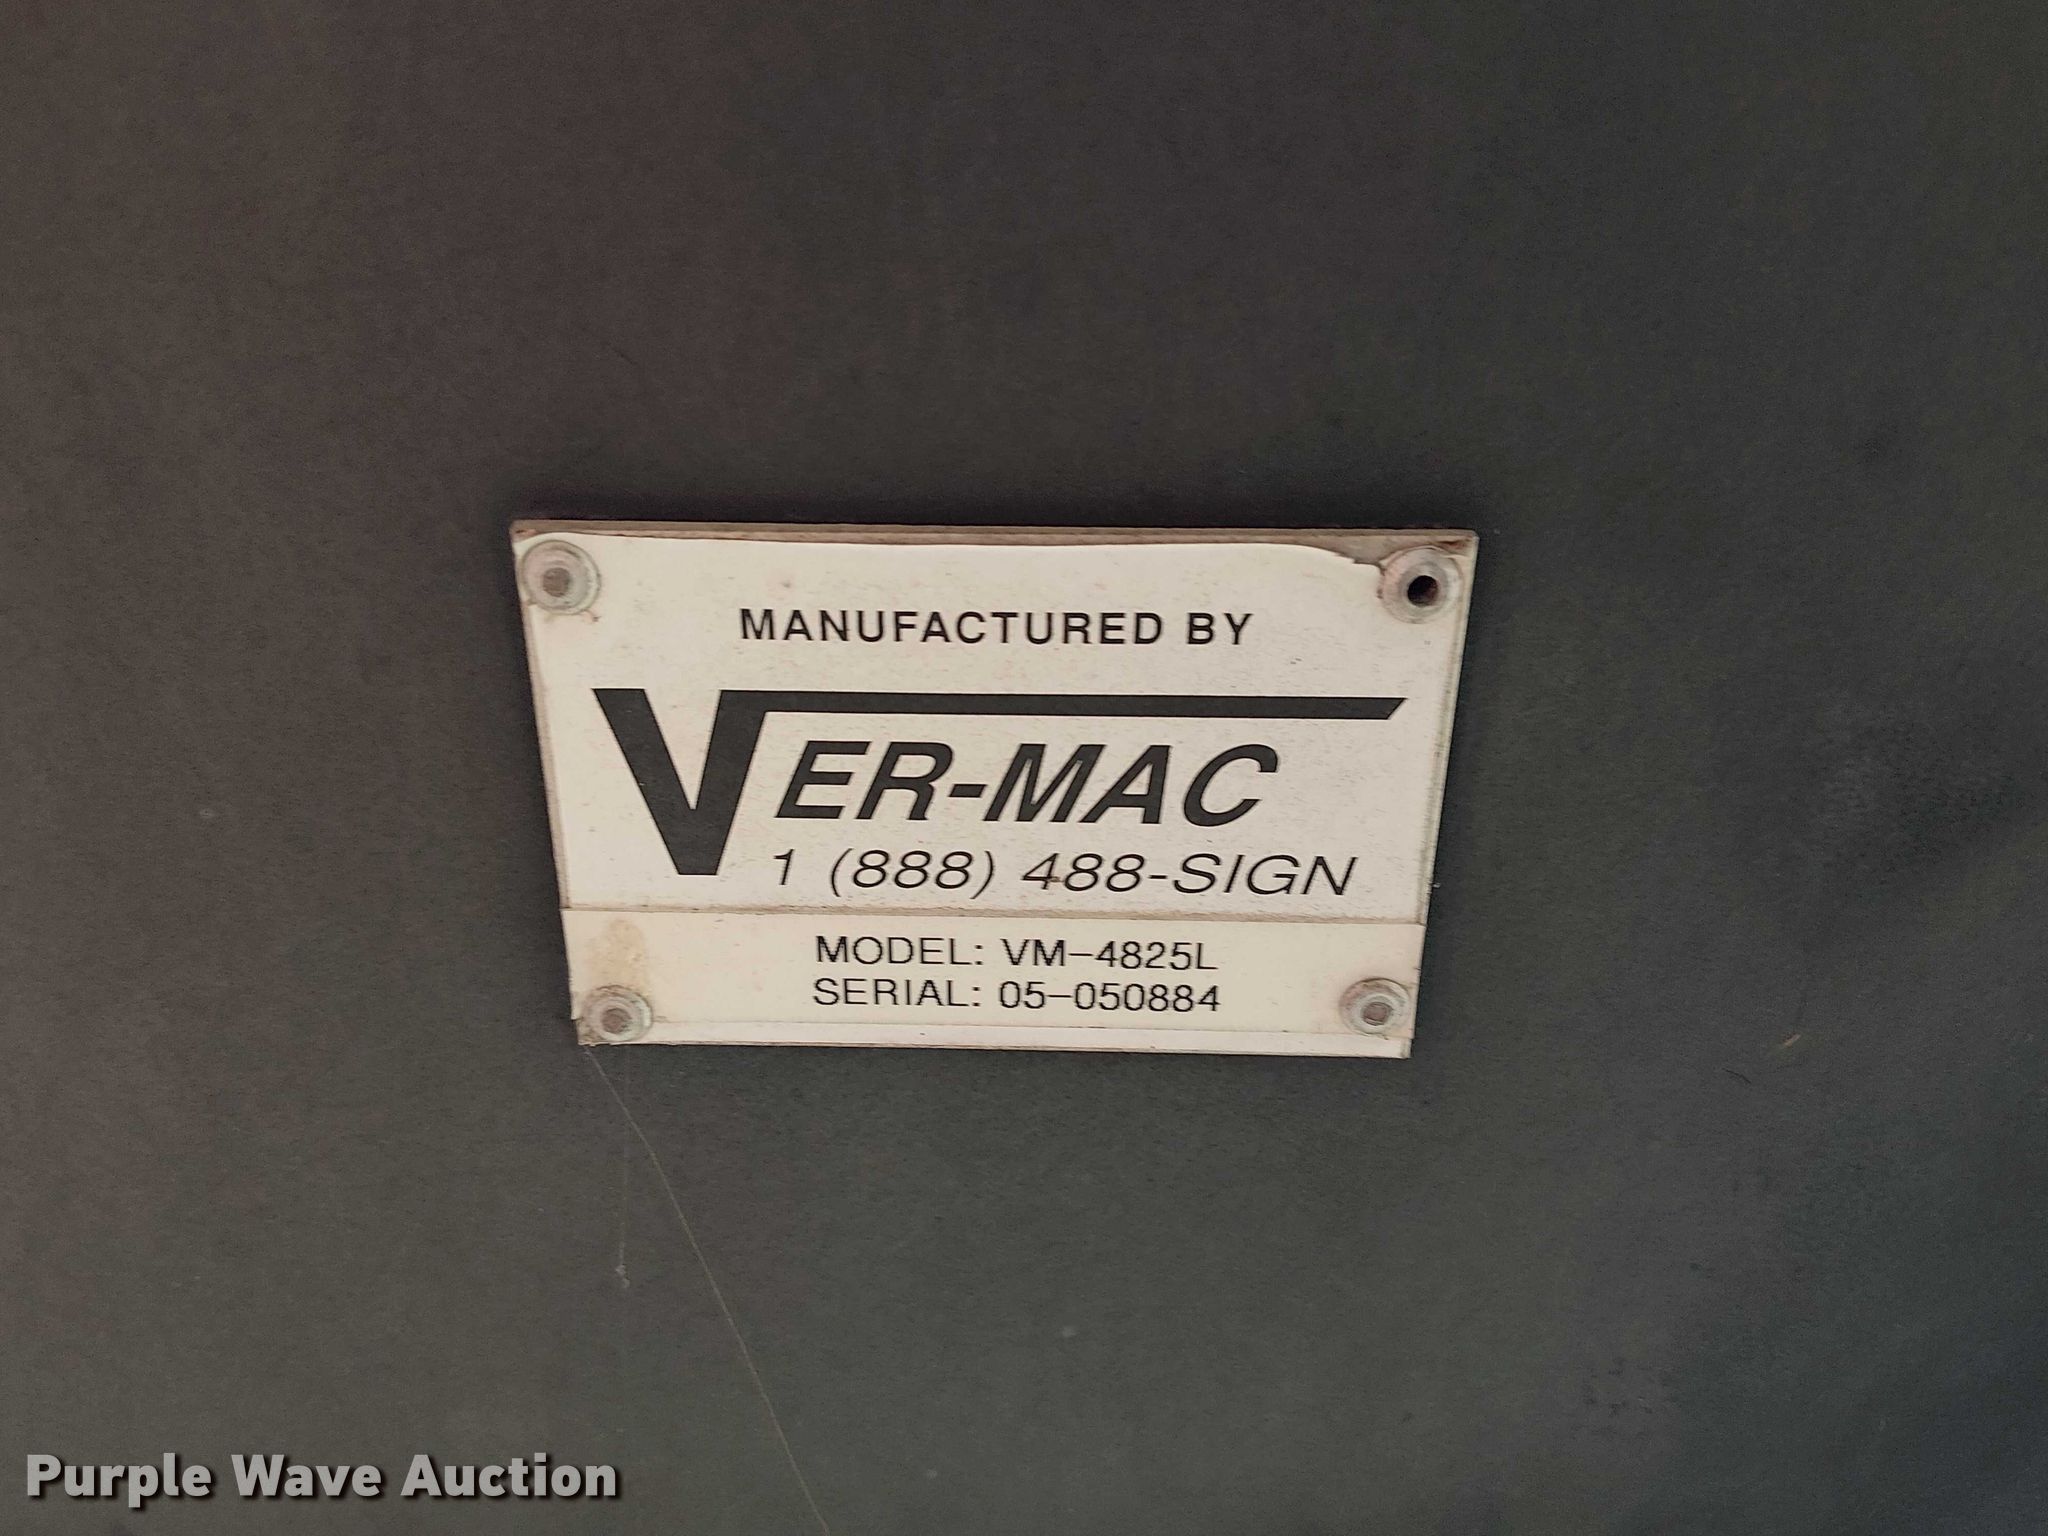 MANUFACTURED BY
VER-MAC
1 (888) 488-SIGN
MODEL: VM-4825L
SERIAL: 05-050884
Purple Wave Auction